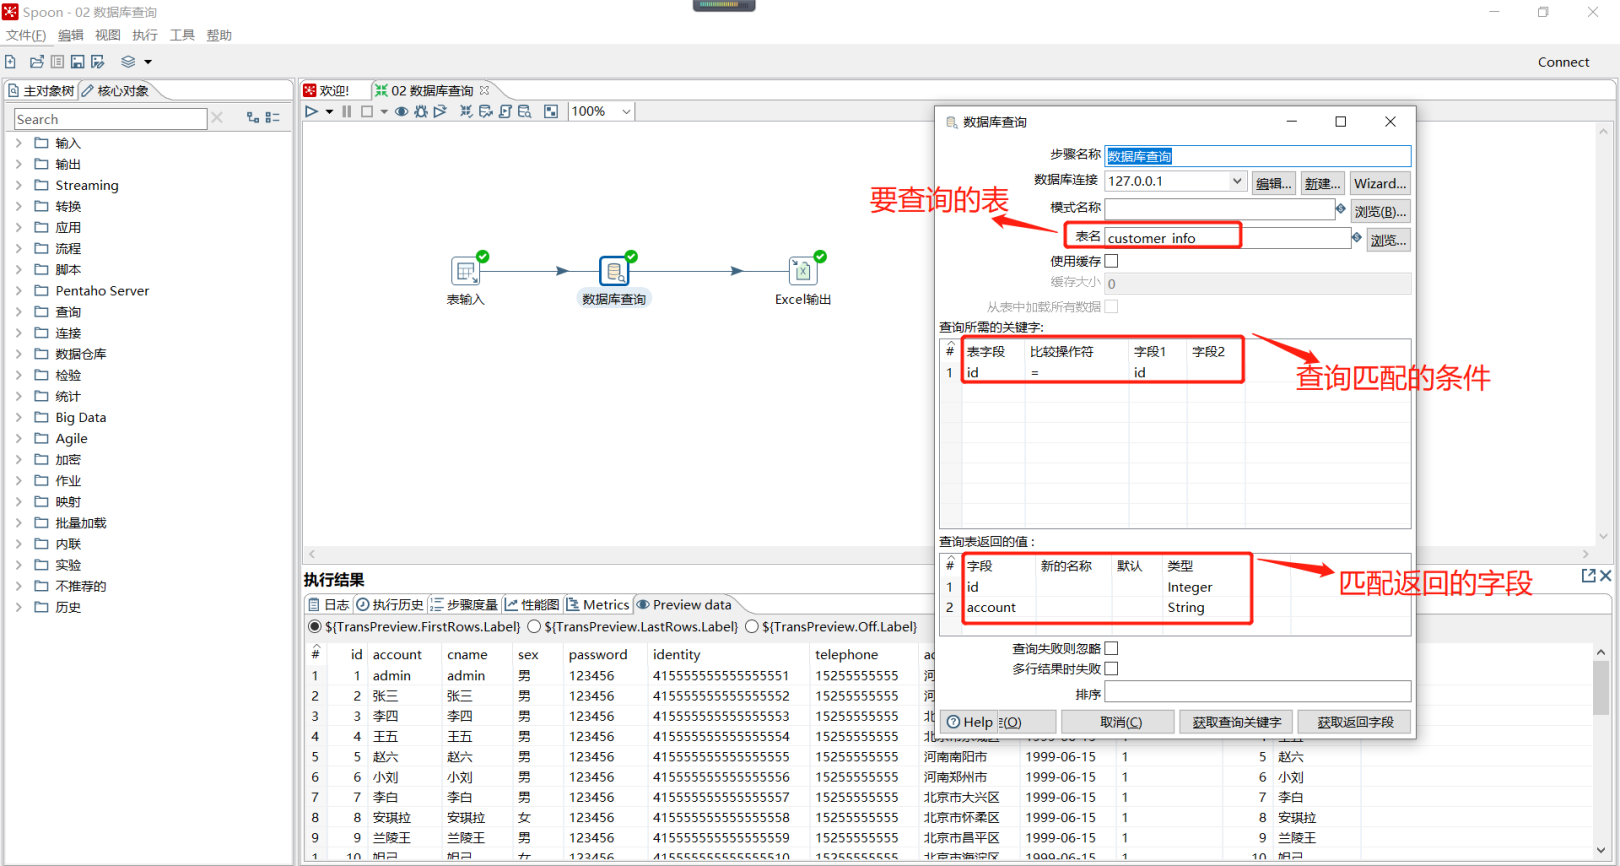 Spoon - 02 数据库查询
文件(F) 编辑 视图 执行 工具 帮助
Connect
主对象树 核心对象
Search
输入
输出
Streaming
转换
应用
流程
脚本
Pentaho Server
查询
连接
数据仓库
检验
统计
Big Data
Agile
加密
作业
映射
批量加载
内联
实验
不推荐的
历史
欢迎! 02 数据库查询
100%
表输入
数据库查询
Excel输出
数据库查询
步骤名称 数据库查询
数据库连接 127.0.0.1 编辑... 新建... Wizard...
模式名称 浏览(B)...
表名 customer_info 浏览...
使用缓存
缓存大小 0
从表中加载所有数据
查询所需的关键字:
# 表字段 比较操作符 字段1 字段2
1 id = id
查询表返回的值 :
# 字段 新的名称 默认 类型
1 id Integer
2 account String
查询失败则忽略
多行结果时失败
排序
Help (O) 取消(C) 获取查询关键字 获取返回字段
要查询的表
查询匹配的条件
匹配返回的字段
执行结果
日志 执行历史 步骤度量 性能图 Metrics Preview data
${TransPreview.FirstRows.Label} ${TransPreview.LastRows.Label} ${TransPreview.Off.Label}
# id account cname sex password identity telephone
1 1 admin admin 男 123456 415555555555555551 15255555555
2 2 张三 张三 男 123456 415555555555555552 15255555555
3 3 李四 李四 男 123456 415555555555555553 15255555555
4 4 王五 王五 男 123456 415555555555555554 15255555555
5 5 赵六 赵六 男 123456 415555555555555555 15255555555 河南南阳市 1999-06-15 1 5 赵六
6 6 小刘 小刘 男 123456 415555555555555556 15255555555 河南郑州市 1999-06-15 1 6 小刘
7 7 李白 李白 男 123456 415555555555555557 15255555555 北京市大兴区 1999-06-15 1 7 李白
8 8 安琪拉 安琪拉 女 123456 415555555555555558 15255555555 北京市怀柔区 1999-06-15 1 8 安琪拉
9 9 兰陵王 兰陵王 男 123456 415555555555555559 15255555555 北京市昌平区 1999-06-15 1 9 兰陵王
1 10 妲己 妲己 女 123456 415555555555555510 15255555555 北京市海淀区 1999-06-15 1 10 妲己